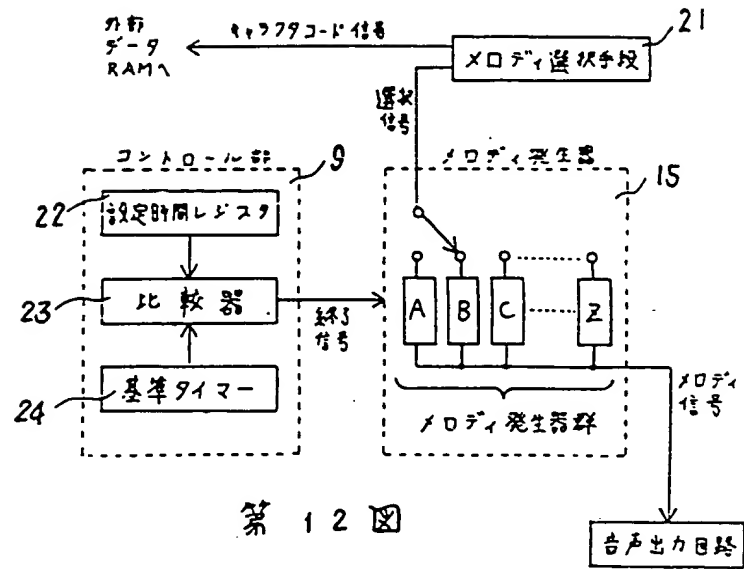 外部
データ
RAMへ
キャラクタコード信号
21
メロディ選択手段
選択
信号
コントロール部
9
メロディ発生器
15
22
設定時間レジスタ
23
比較器
終了
信号
24
基準タイマー
A
B
C
Z
メロディ発生器群
メロディ
信号
第12図
音声出力回路